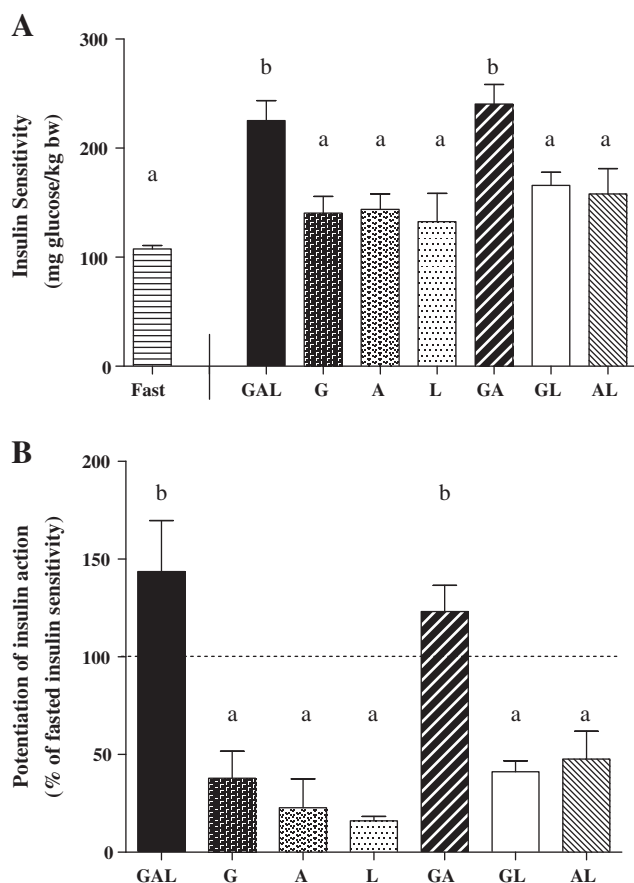 A
Insulin Sensitivity
(mg glucose/kg bw)
300
200
100
0
a
b
a
a
a
b
a
a
Fast
GAL
G
A
L
GA
GL
AL
B
Potentiation of insulin action
(% of fasted insulin sensitivity)
200
150
100
50
0
b
a
a
a
b
a
a
GAL
G
A
L
GA
GL
AL